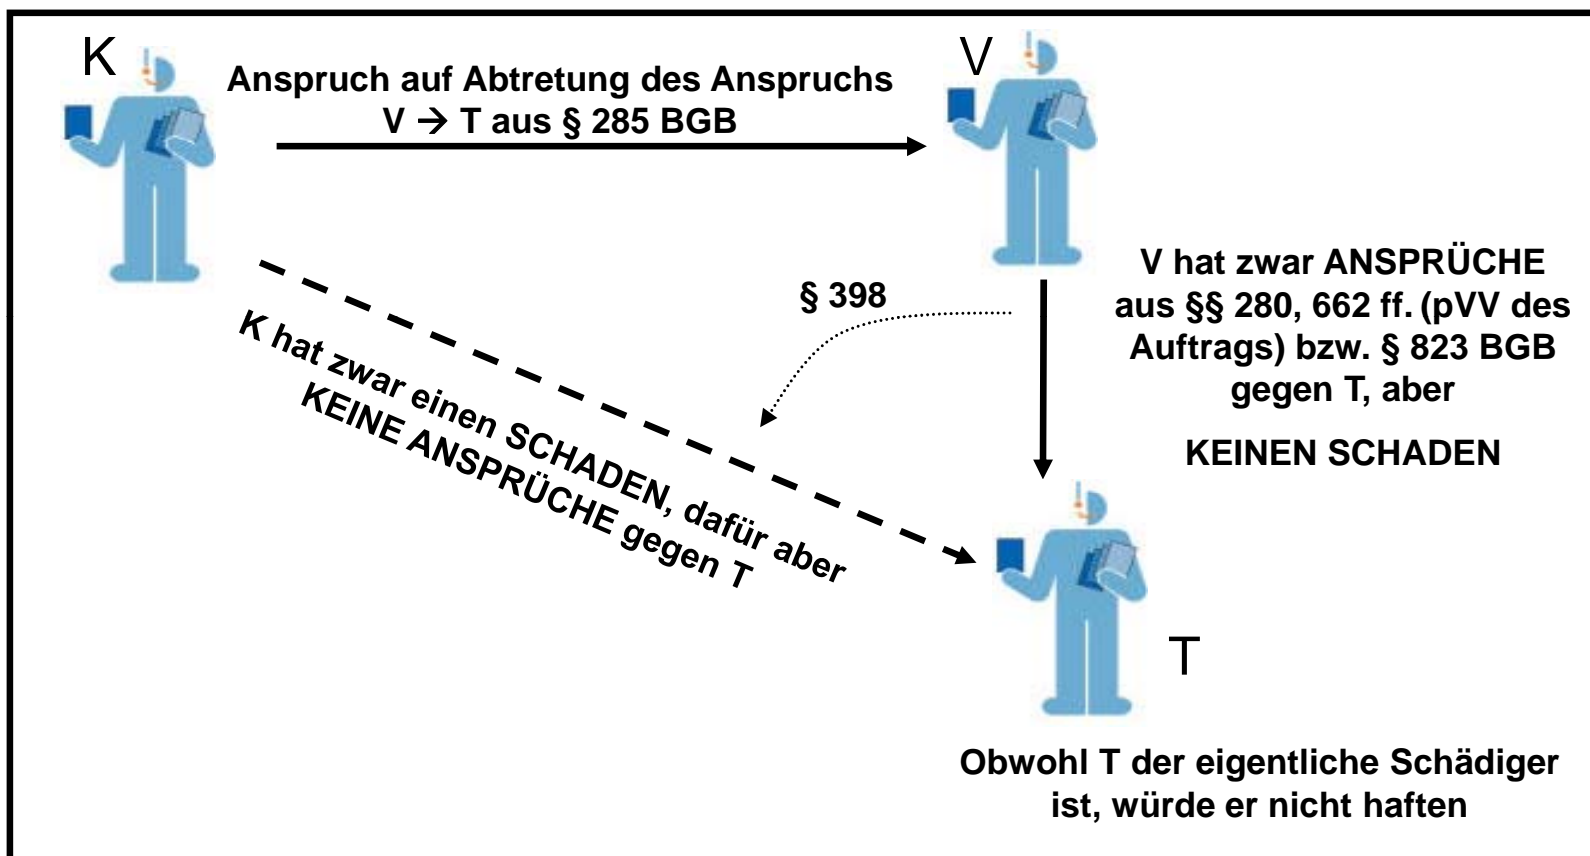 K
Anspruch auf Abtretung des Anspruchs
V → T aus § 285 BGB
V
V hat zwar ANSPRÜCHE
aus §§ 280, 662 ff. (pVV des
Auftrags) bzw. § 823 BGB
gegen T, aber
KEINEN SCHADEN
§ 398
K hat zwar einen SCHADEN, dafür aber
KEINE ANSPRÜCHE gegen T
T
Obwohl T der eigentliche Schädiger
ist, würde er nicht haften